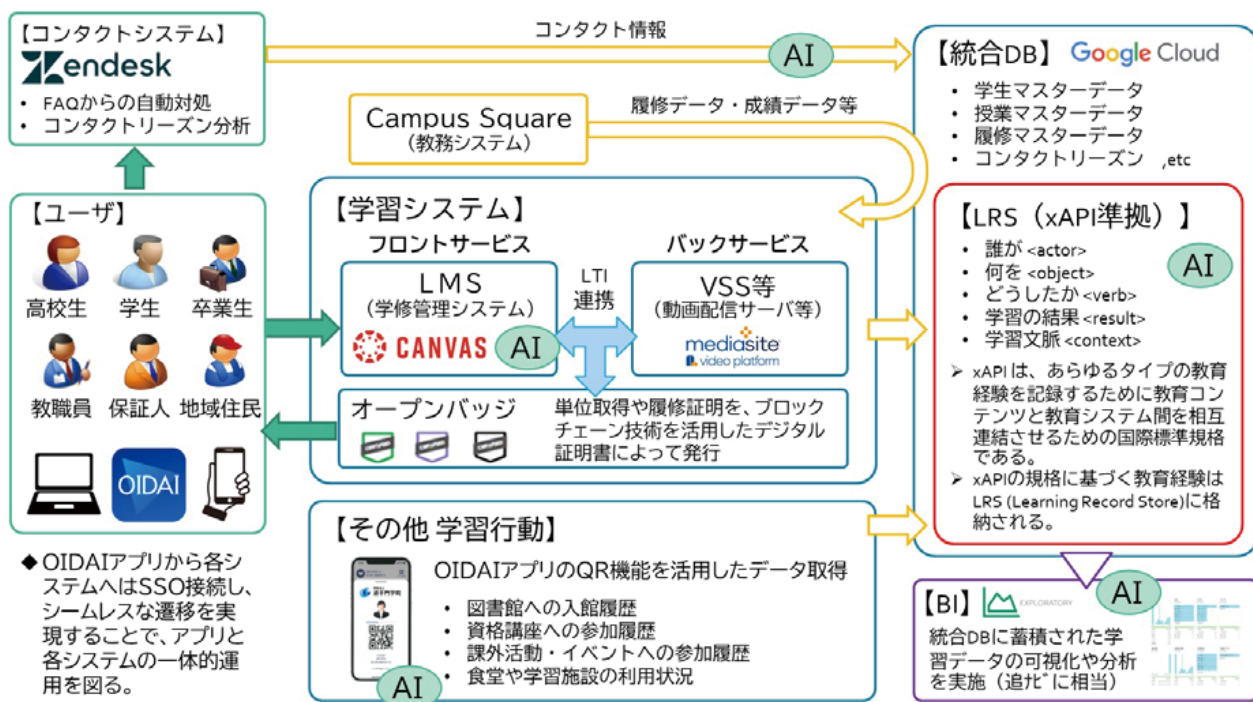 【コンタクトシステム】
Zendesk
• FAQからの自動対処
• コンタクトリーズン分析
コンタクト情報
AI
【統合DB】 Google Cloud
• 学生マスターデータ
• 授業マスターデータ
• 履修マスターデータ
• コンタクトリーズン ,etc
Campus Square
(教務システム)
履修データ・成績データ等
【ユーザ】
高校生 学生 卒業生
教職員 保証人 地域住民
OIDAI
◆ OIDAIアプリから各シ
ステムへはSSO接続し、
シームレスな遷移を実
現することで、アプリと
各システムの一体的運
用を図る。
【学習システム】
フロントサービス
バックサービス
LMS
(学修管理システム)
CANVAS
AI
LTI
連携
VSS等
(動画配信サーバ等)
mediasite
video platform
オープンバッジ
単位取得や履修証明を、ブロック
チェーン技術を活用したデジタル
証明書によって発行
【その他 学習行動】
OIDAIアプリのQR機能を活用したデータ取得
• 図書館への入館履歴
• 資格講座への参加履歴
• 課外活動・イベントへの参加履歴
• 食堂や学習施設の利用状況
追手門学院
AI
【LRS（xAPI準拠）】
• 誰が <actor>
• 何を <object>
• どうしたか <verb>
• 学習の結果 <result>
• 学習文脈 <context>
AI
➢ xAPIは、あらゆるタイプの教育
経験を記録するために教育コン
テンツと教育システム間を相互
連結させるための国際標準規格
である。
➢ xAPIの規格に基づく教育経験は
LRS (Learning Record Store)に格
納される。
【BI】 EXPLORATORY
AI
統合DBに蓄積された学
習データの可視化や分析
を実施（追ナビに相当）